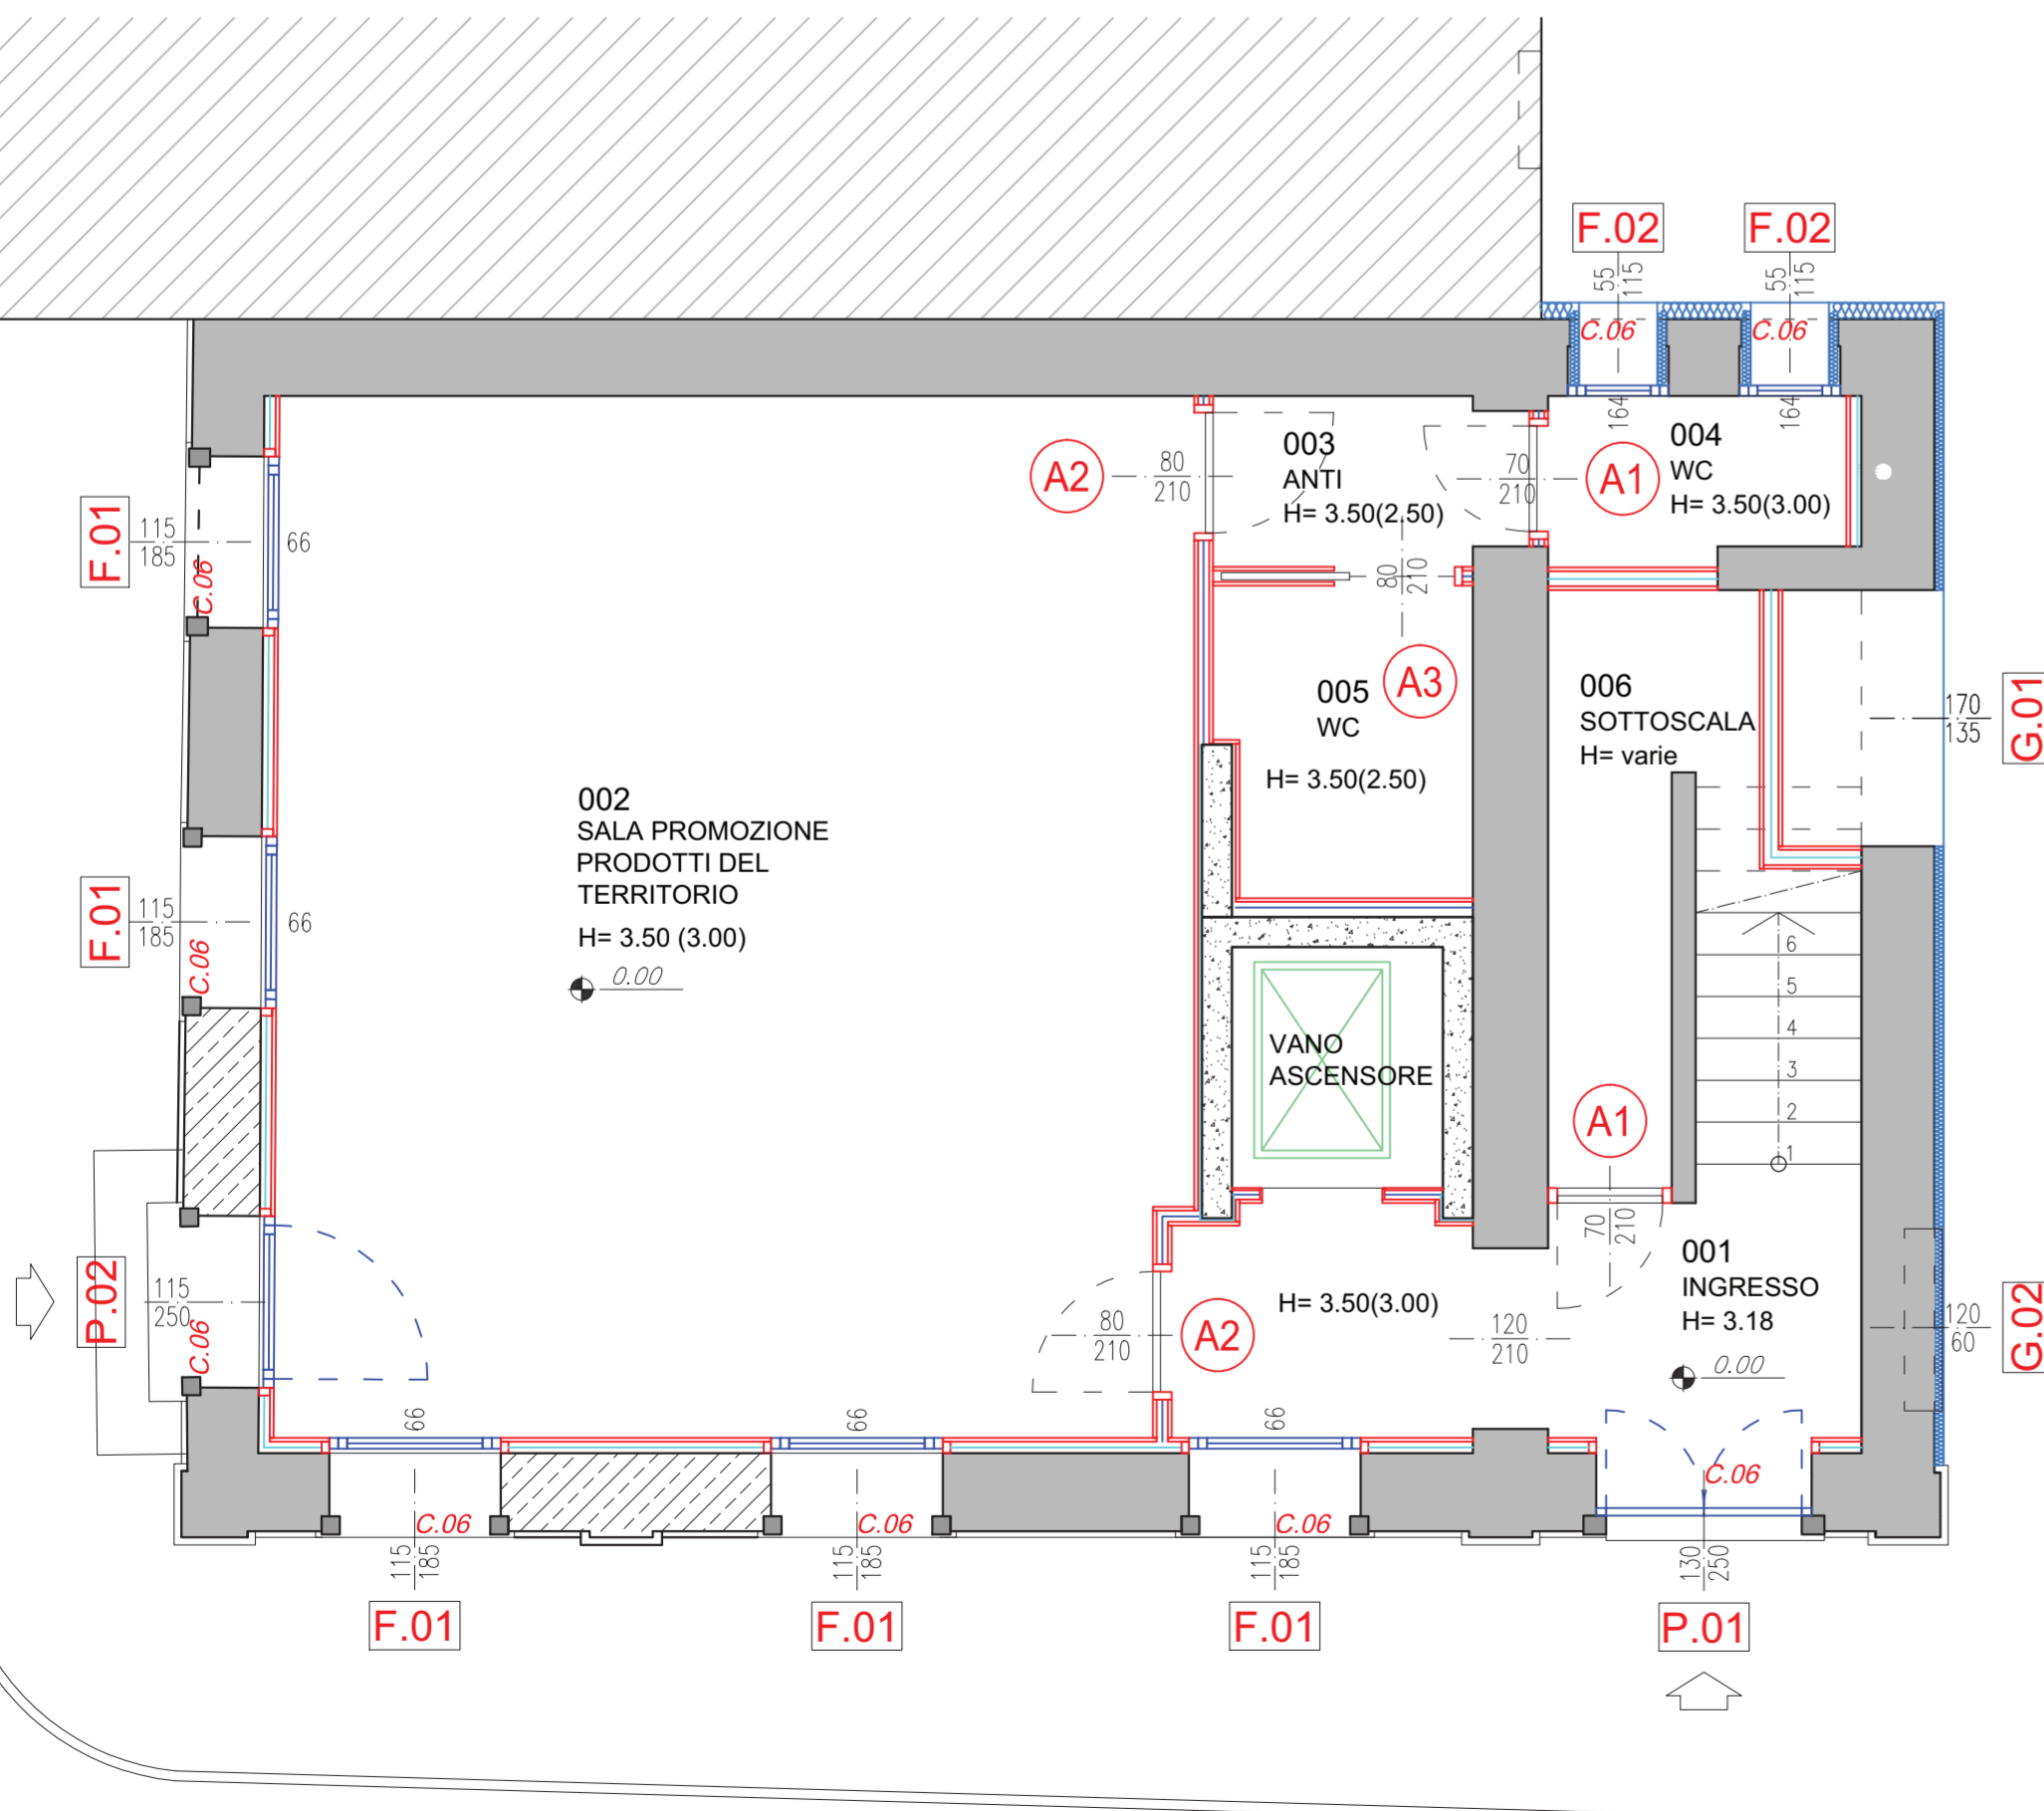 F.02
F.02
55
115
55
115
C.06
C.06
164
164
003
ANTI
H= 3.50(2.50)
004
WC
H= 3.50(3.00)
A2
80
210
70
210
A1
F.01
115
185
66
C.06
80
210
A3
005
WC
H= 3.50(2.50)
006
SOTTOSCALA
H= varie
170
135
G.01
002
SALA PROMOZIONE
PRODOTTI DEL
TERRITORIO
H= 3.50 (3.00)
0.00
F.01
115
185
66
C.06
VANO
ASCENSORE
6
5
4
3
2
1
A1
70
210
001
INGRESSO
H= 3.18
0.00
P.02
115
250
C.06
H= 3.50(3.00)
80
210
A2
120
210
120
60
G.02
66
66
66
C.06
C.06
C.06
C.06
115
185
115
185
115
185
130
250
F.01
F.01
F.01
P.01